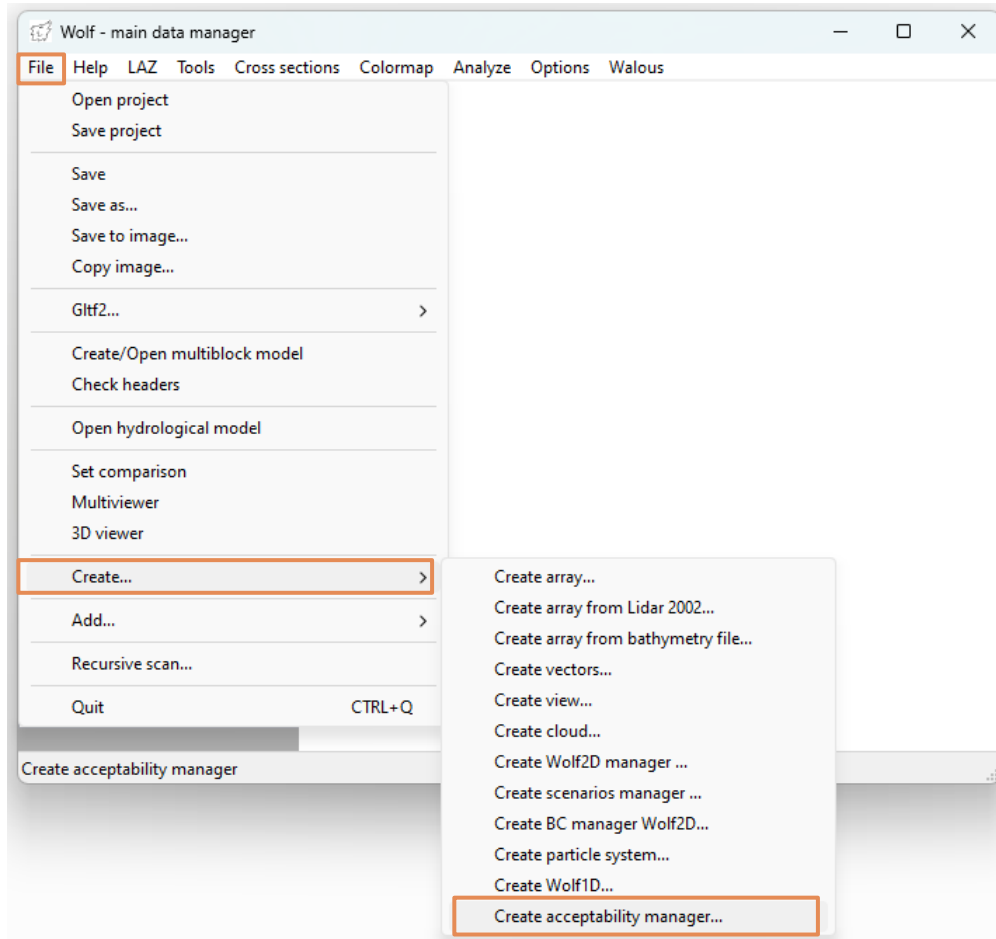 Wolf - main data manager
File Help LAZ Tools Cross sections Colormap Analyze Options Walous
Open project
Save project
Save
Save as...
Save to image...
Copy image...
Gltf2...
Create/Open multiblock model
Check headers
Open hydrological model
Set comparison
Multiviewer
3D viewer
Create...
Add...
Recursive scan...
Quit CTRL+Q
Create acceptability manager
Create array...
Create array from Lidar 2002...
Create array from bathymetry file...
Create vectors...
Create view...
Create cloud...
Create Wolf2D manager ...
Create scenarios manager ...
Create BC manager Wolf2D...
Create particle system...
Create Wolf1D...
Create acceptability manager...